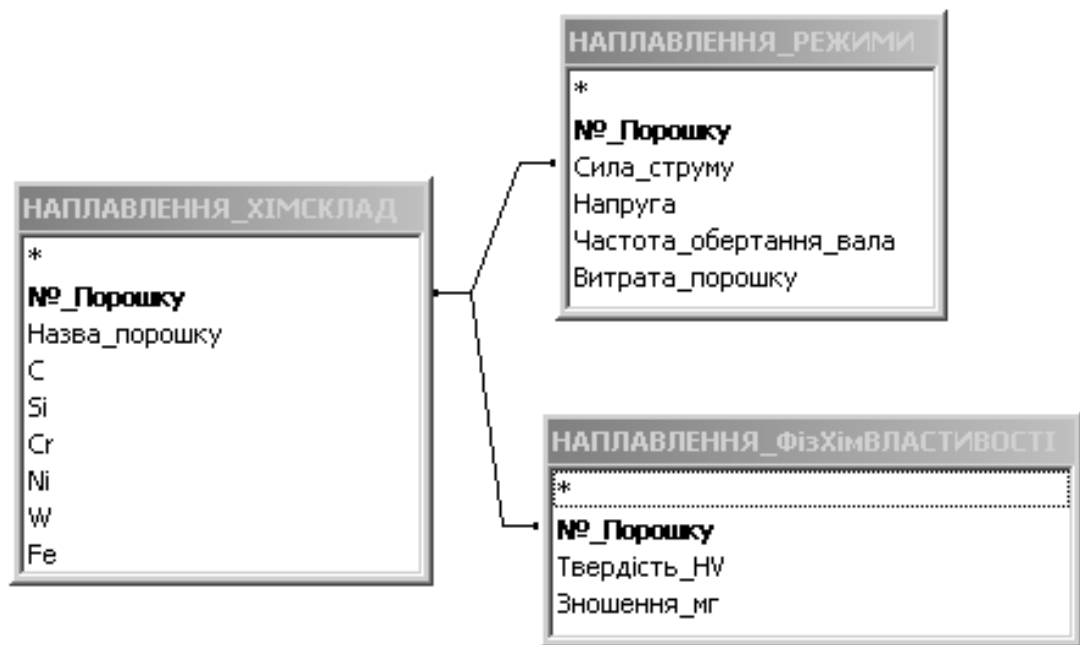 НАПЛАВЛЕННЯ_РЕЖИМИ
*
№_Порошку
Сила_струму
Напруга
Частота_обертання_вала
Витрата_порошку
НАПЛАВЛЕННЯ_ХІМСКЛАД
*
№_Порошку
Назва_порошку
C
Si
Cr
Ni
W
Fe
НАПЛАВЛЕННЯ_ФізХімВЛАСТИВОСТІ
*
№_Порошку
Твердість_HV
Зношення_мг